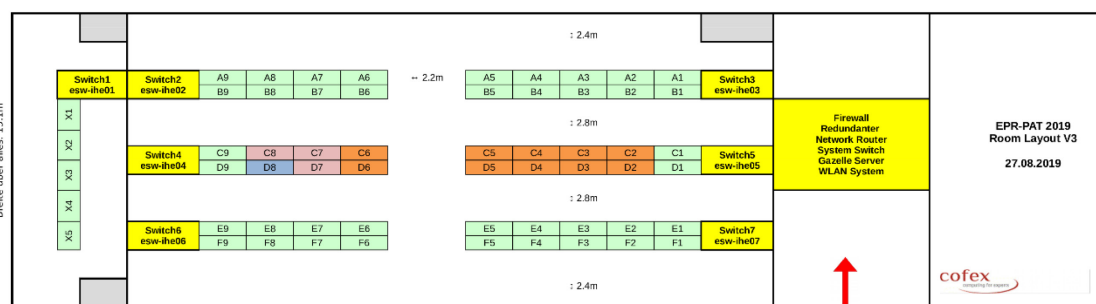 : 2.4m
Switch1
esw-ihe01
Switch2
esw-ihe02
A9 A8 A7 A6
B9 B8 B7 B6
↔ 2.2m
A5 A4 A3 A2 A1
B5 B4 B3 B2 B1
Switch3
esw-ihe03
X1
X2
X3
X4
X5
: 2.8m
Switch4
esw-ihe04
C9 C8 C7 C6
D9 D8 D7 D6
C5 C4 C3 C2 C1
D5 D4 D3 D2 D1
Switch5
esw-ihe05
: 2.8m
Switch6
esw-ihe06
E9 E8 E7 E6
F9 F8 F7 F6
E5 E4 E3 E2 E1
F5 F4 F3 F2 F1
Switch7
esw-ihe07
: 2.4m
Firewall
Redundanter
Network Router
System Switch
Gazelle Server
WLAN System
EPR-PAT 2019
Room Layout V3
27.08.2019
cofex
computing for experts